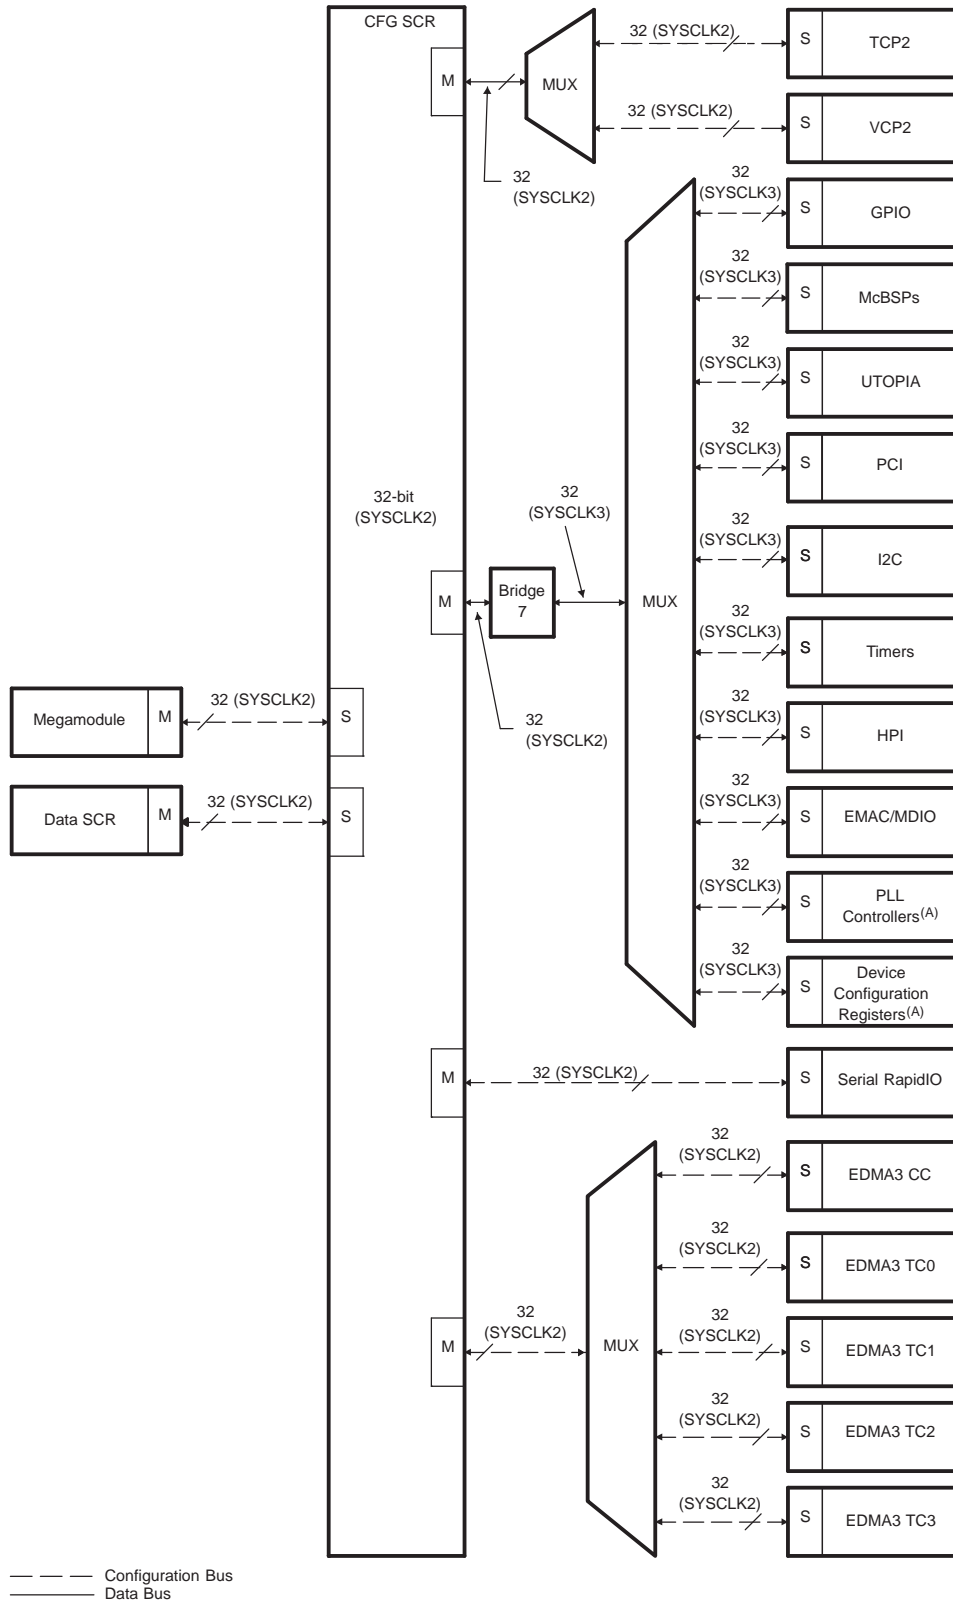 CFG SCR
M
32
(SYSCLK2)
MUX
32 (SYSCLK2)
S
TCP2
32 (SYSCLK2)
S
VCP2
32
(SYSCLK3)
S
GPIO
32
(SYSCLK3)
S
McBSPs
32
(SYSCLK3)
S
UTOPIA
32
(SYSCLK3)
S
PCI
32-bit
(SYSCLK2)
32
(SYSCLK3)
M
Bridge
7
32
(SYSCLK2)
MUX
32
(SYSCLK3)
S
I2C
32
(SYSCLK3)
S
Timers
32
(SYSCLK3)
S
HPI
Megamodule
M
32 (SYSCLK2)
S
Data SCR
M
32 (SYSCLK2)
S
32
(SYSCLK3)
S
EMAC/MDIO
32
(SYSCLK3)
S
PLL
Controllers(A)
32
(SYSCLK3)
S
Device
Configuration
Registers(A)
M
32 (SYSCLK2)
S
Serial RapidIO
32
(SYSCLK2)
S
EDMA3 CC
32
(SYSCLK2)
S
EDMA3 TC0
M
32
(SYSCLK2)
MUX
32
(SYSCLK2)
S
EDMA3 TC1
32
(SYSCLK2)
S
EDMA3 TC2
32
(SYSCLK2)
S
EDMA3 TC3
Configuration Bus
Data Bus